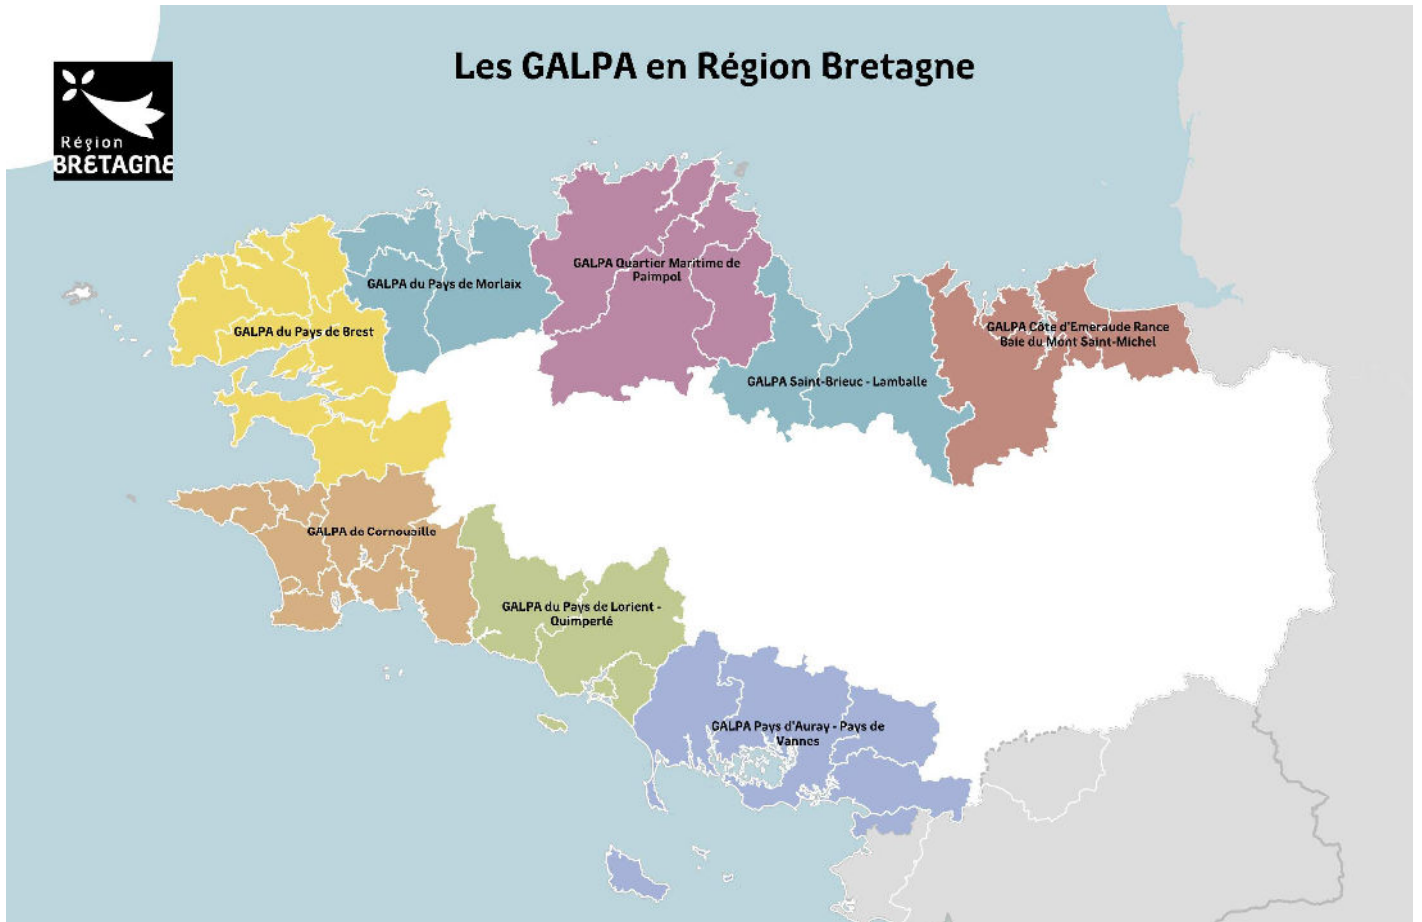 Les GALPA en Région Bretagne
Région
BRETAGNE
GALPA Quartier Maritime de
Paimpol
GALPA du Pays de Morlaix
GALPA du Pays de Brest
GALPA Côte d'Emeraude Rance
Baie du Mont Saint-Michel
GALPA Saint-Brieuc - Lamballe
GALPA de Cornouaille
GALPA du Pays de Lorient -
Quimperlé
GALPA Pays d'Auray - Pays de
Vannes